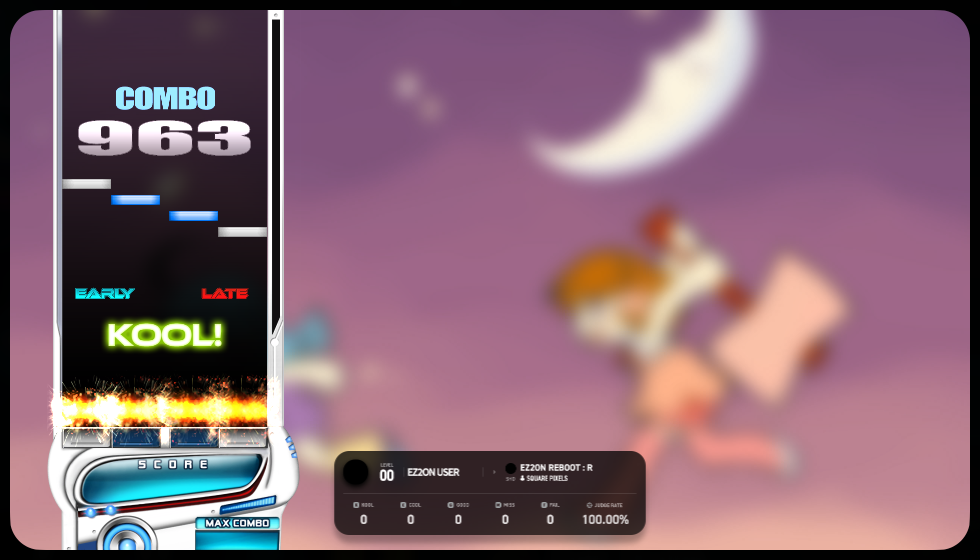 COMBO
963
EARLY LATE
KOOL!
SCORE
MAX COMBO
LEVEL
00 EZ2ON USER
EZ2ON REBOOT : R
SQUARE PIXELS
KOOL COOL GOOD MISS FAIL JUDGE RATE
0 0 0 0 0 100.00%